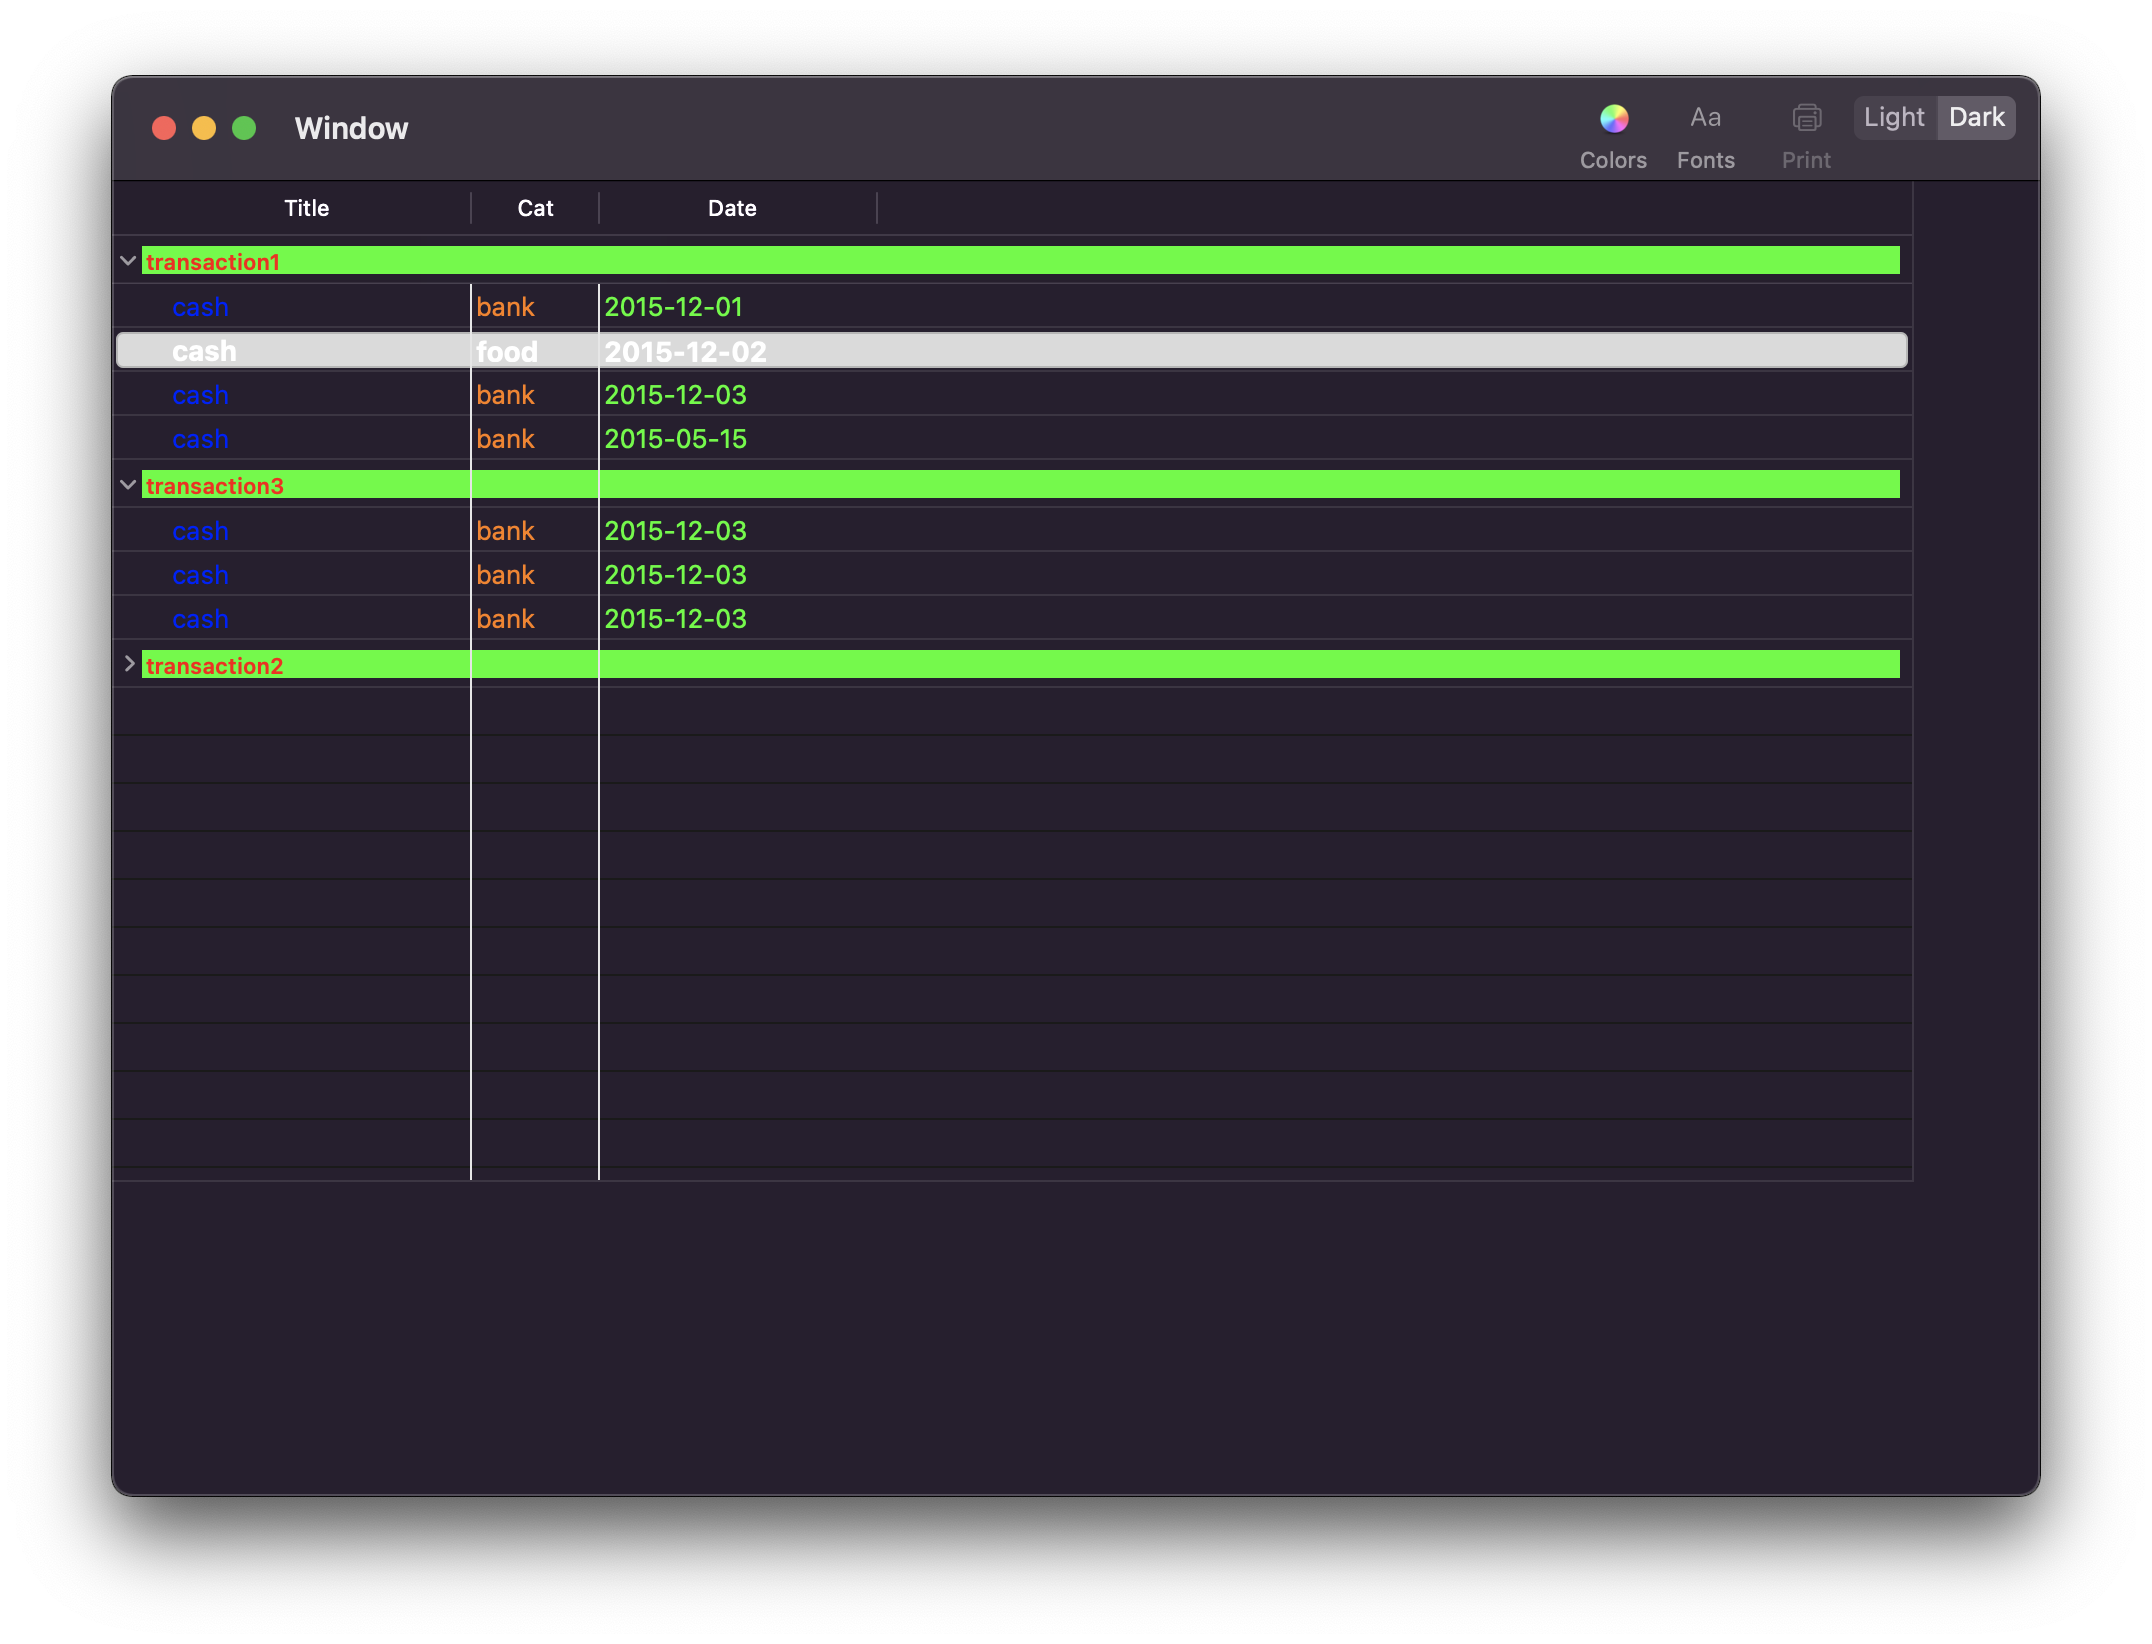 Window
Colors Aa Fonts Print Light Dark
Title Cat Date
transaction1
cash bank 2015-12-01
cash food 2015-12-02
cash bank 2015-12-03
cash bank 2015-05-15
transaction3
cash bank 2015-12-03
cash bank 2015-12-03
cash bank 2015-12-03
transaction2